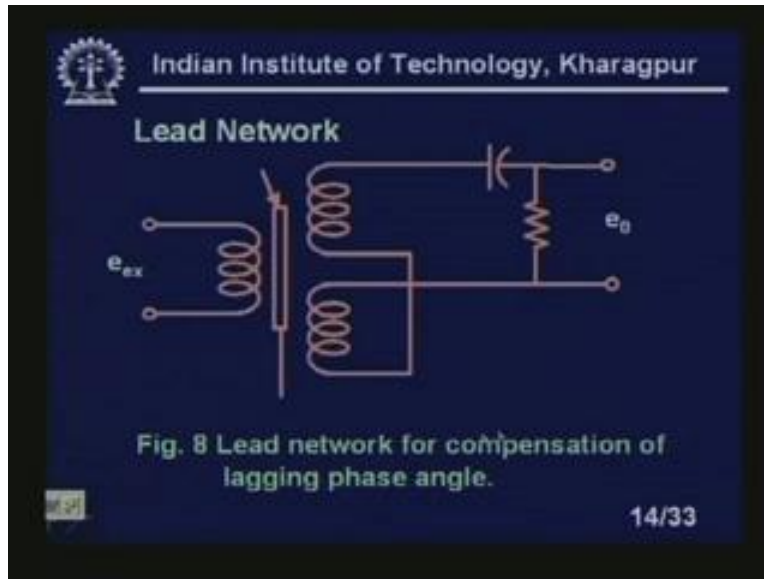 Indian Institute of Technology, Kharagpur
Lead Network
e₀
eₑₓ
Fig. 8 Lead network for compensation of
lagging phase angle.
14/33